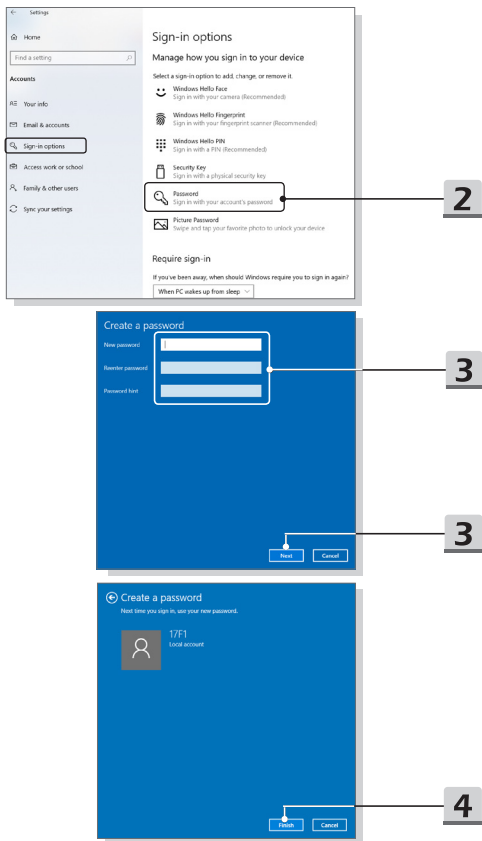 Settings
Home
Find a setting
Accounts
Your info
Email & accounts
Sign-in options
Access work or school
Family & other users
Sync your settings
Sign-in options
Manage how you sign in to your device
Select a sign-in option to add, change, or remove it.
Windows Hello Face
Sign in with your camera (Recommended)
Windows Hello Fingerprint
Sign in with your fingerprint scanner (Recommended)
Windows Hello PIN
Sign in with a PIN (Recommended)
Security Key
Sign in with a physical security key
Password
Sign in with your account's password
2
Picture Password
Swipe and tap your favorite photo to unlock your device
Require sign-in
If you've been away, when should Windows require you to sign in again?
When PC wakes up from sleep
Create a password
New password
Reenter password
Password hint
3
3
Next
Cancel
Create a password
Next time you sign in, use your new password.
17F1
Local account
4
Finish
Cancel